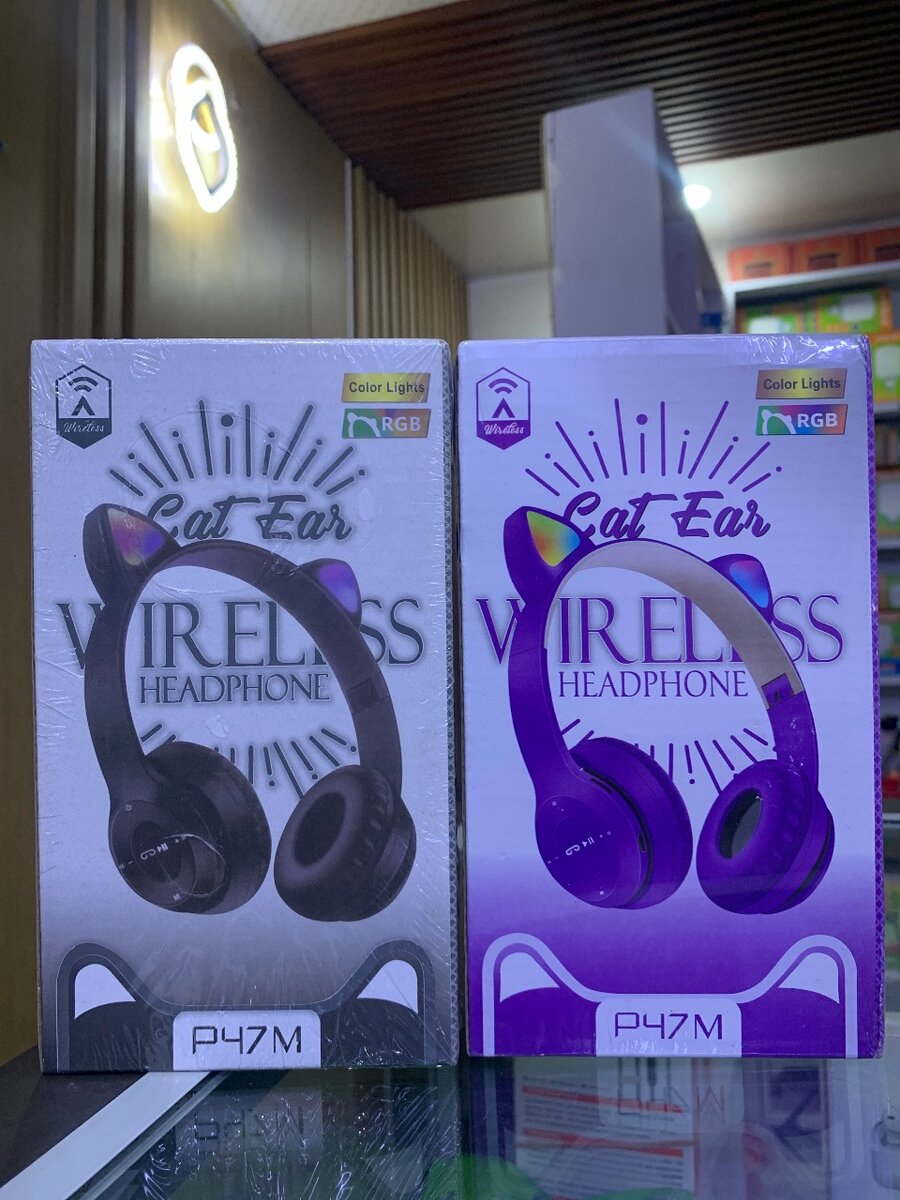 Wireless
Color Lights
RGB
Cat Ear
WIRELESS
HEADPHONE
M
P47M
Wireless
Color Lights
RGB
Cat Ear
WIRELESS
HEADPHONE
P47M